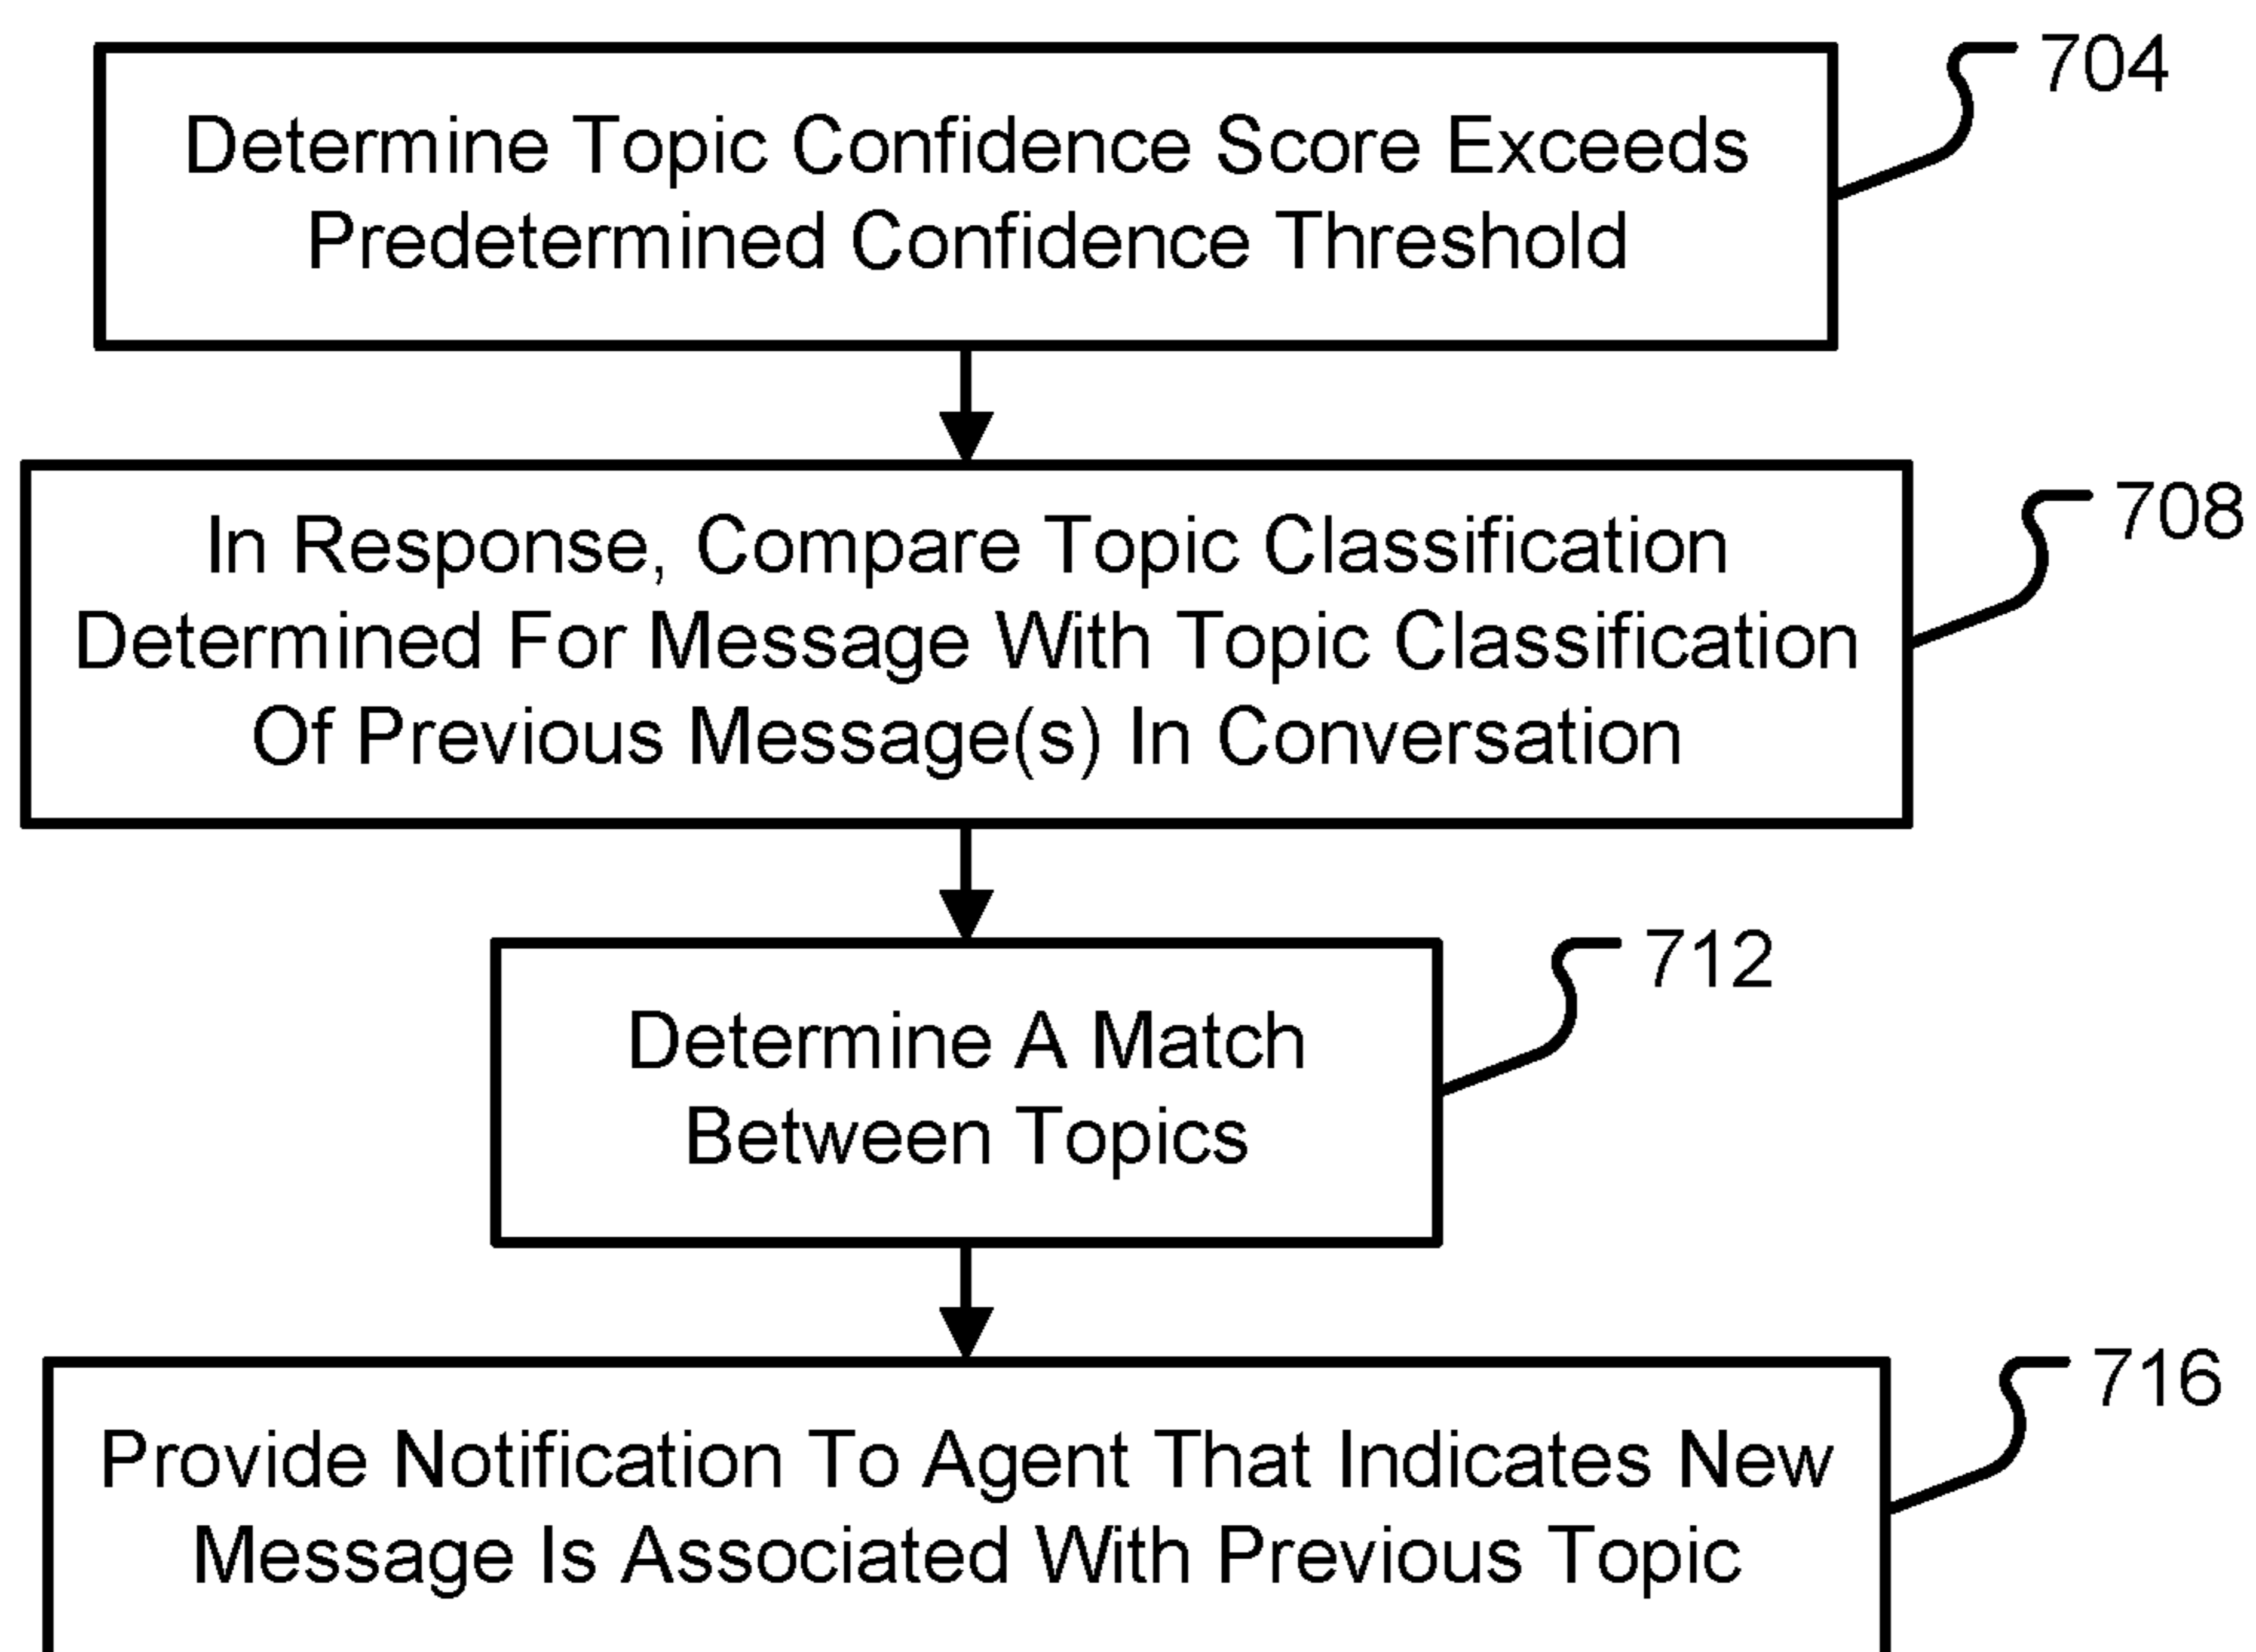 704
Determine Topic Confidence Score Exceeds
Predetermined Confidence Threshold
708
In Response, Compare Topic Classification
Determined For Message With Topic Classification
Of Previous Message(s) In Conversation
712
Determine A Match
Between Topics
716
Provide Notification To Agent That Indicates New
Message Is Associated With Previous Topic